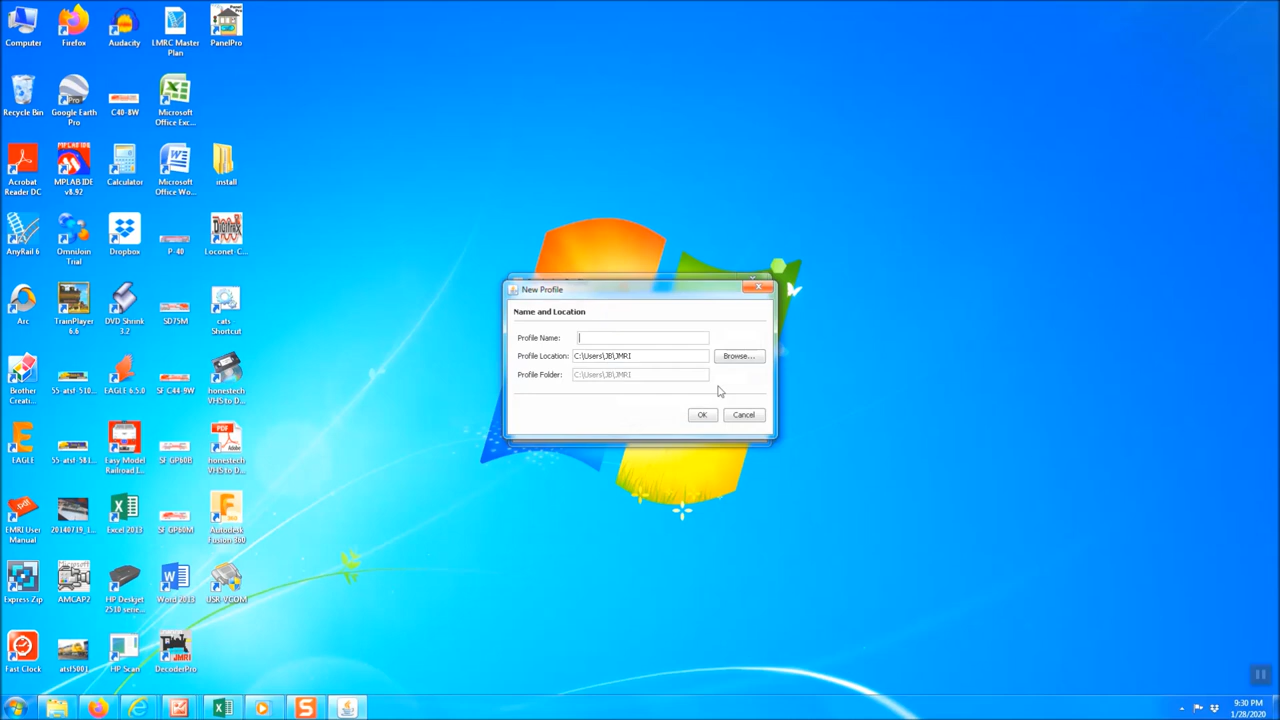 Computer
Firefox
Audacity
LMRC Master
Plan
PanelPro
Recycle Bin
Google Earth
Pro
C40-8W
Microsoft
Office Exc...
Acrobat
Reader DC
MPLAB IDE
v8.92
Calculator
Microsoft
Office Wo...
install
AnyRail 6
OmniJoin
Trial
Dropbox
P-40
Loconet-C...
Arc
TrainPlayer
6.6
DVD Shrink
3.2
SD75M
cats
Shortcut
Brother
Creati...
55-atsf-510...
EAGLE 6.5.0
SF C44-9W
honestech
VHS to D...
EAGLE
55-atsf-581...
Easy Model
Railroad I...
SF GP60B
honestech
VHS to D...
EMRI User
Manual
20140719_1...
Excel 2013
SF GP60M
Autodesk
Fusion 360
Express Zip
AMCAP2
HP Deskjet
2510 serie...
Word 2013
USR-VCOM
Fast Clock
atsf5001
HP Scan
JMRI
DecoderPro
New Profile
Name and Location
Profile Name:
Profile Location: C:\Users\JB\JMRI
Browse...
Profile Folder: C:\Users\JB\JMRI
OK
Cancel
9:30 PM
1/28/2020